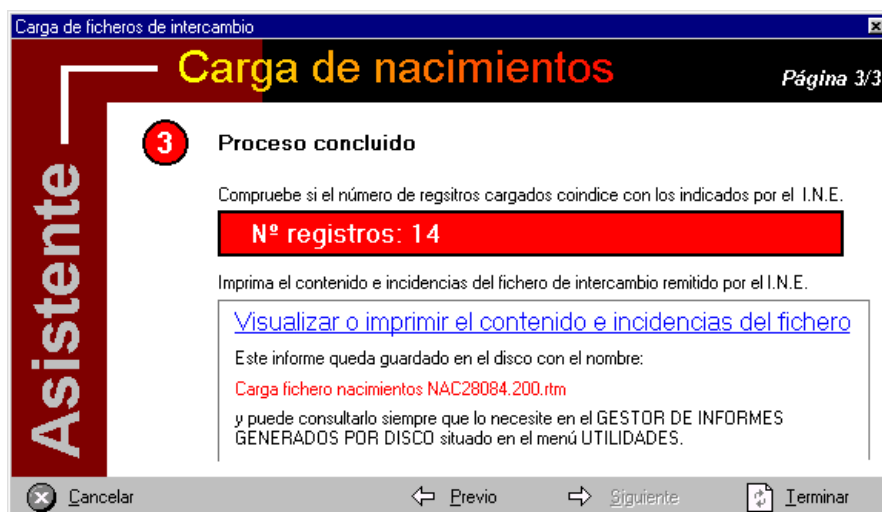 Carga de ficheros de intercambio
Carga de nacimientos
Página 3/3
Asistente
3
Proceso concluido
Compruebe si el número de regsitros cargados coindice con los indicados por el I.N.E.
Nº registros: 14
Imprima el contenido e incidencias del fichero de intercambio remitido por el I.N.E.
Visualizar o imprimir el contenido e incidencias del fichero
Este informe queda guardado en el disco con el nombre:
Carga fichero nacimientos NAC28084.200.rtm
y puede consultarlo siempre que lo necesite en el GESTOR DE INFORMES
GENERADOS POR DISCO situado en el menú UTILIDADES.
Cancelar
Previo
Siguiente
Terminar